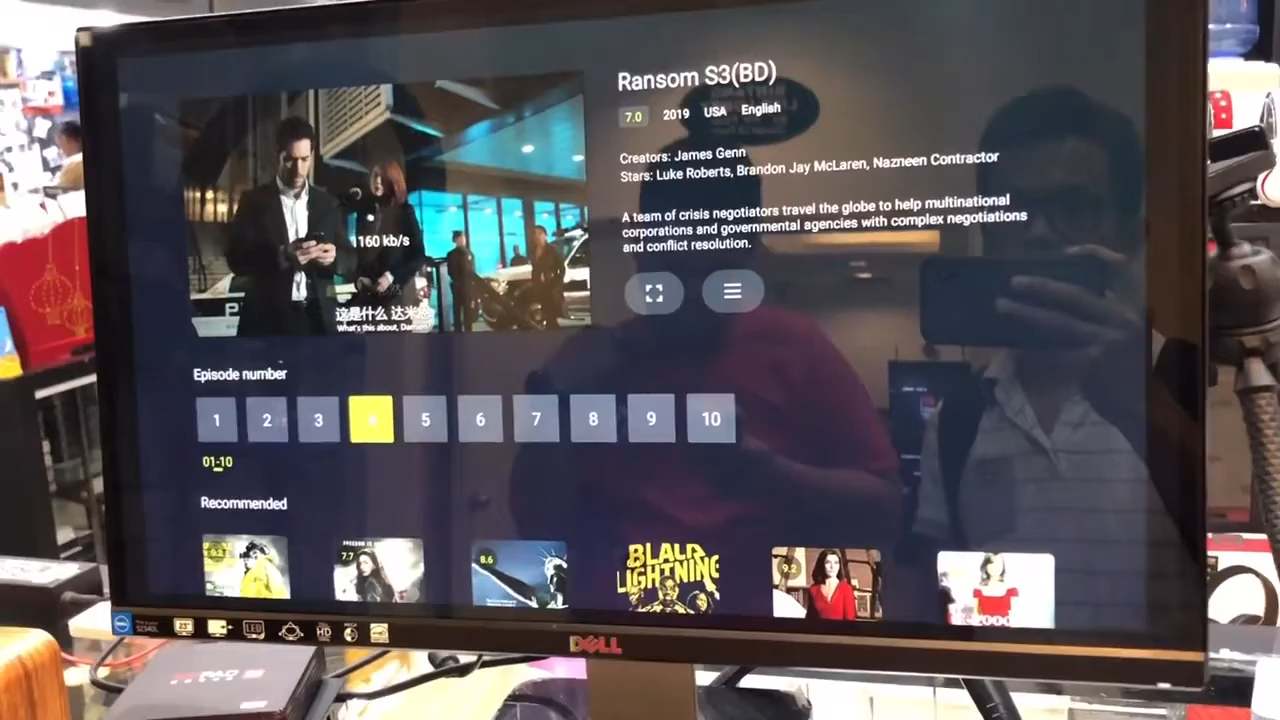 Ransom S3(BD)
7.0 2019 USA English
Creators: James Genn
Stars: Luke Roberts, Brandon Jay McLaren, Nazneen Contractor
A team of crisis negotiators travel the globe to help multinational
corporations and governmental agencies with complex negotiations
and conflict resolution.
1160 kb/s
这是什么 达米
What's this about, Damien
Episode number
1 2 3 4 5 6 7 8 9 10
01-10
Recommended
9.2
7.7
8.6
BLACK
LIGHTNING
9.2
DELL
23"
LED
HD